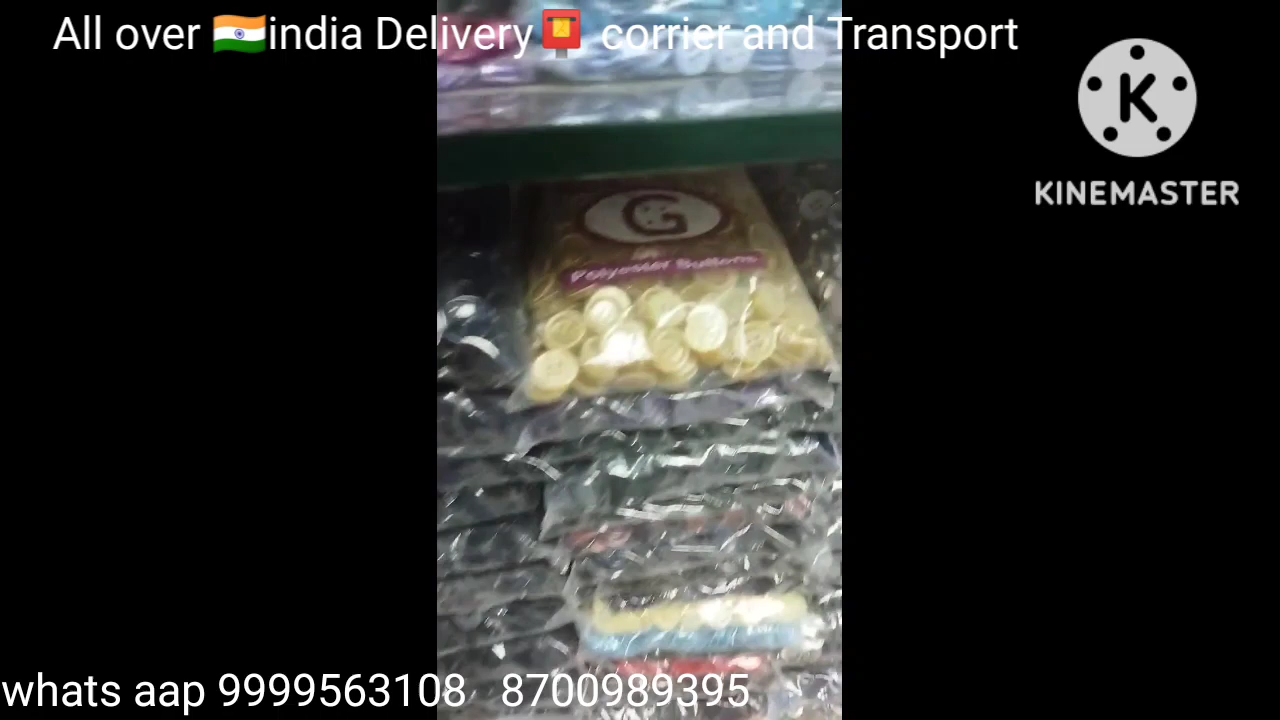 All over 🇮🇳india Delivery📮 corrier and Transport
K
KINEMASTER
G
Polyester Buttons
whats aap 9999563108 8700989395